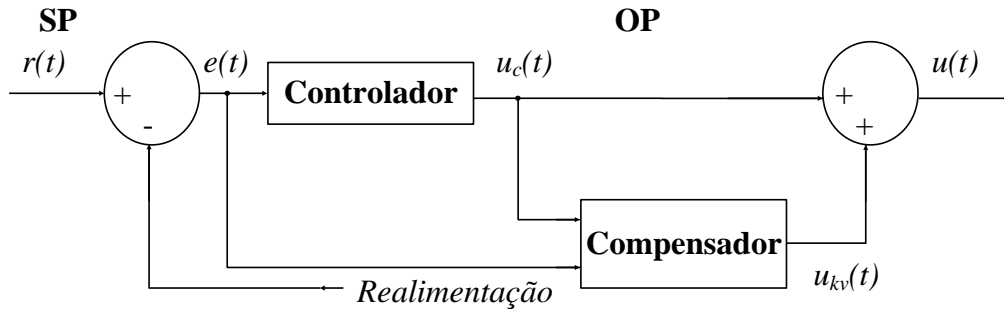 SP
OP
r(t)
e(t)
u_c(t)
u(t)
+
-
Controlador
+
+
Compensador
u_kv(t)
Realimentação